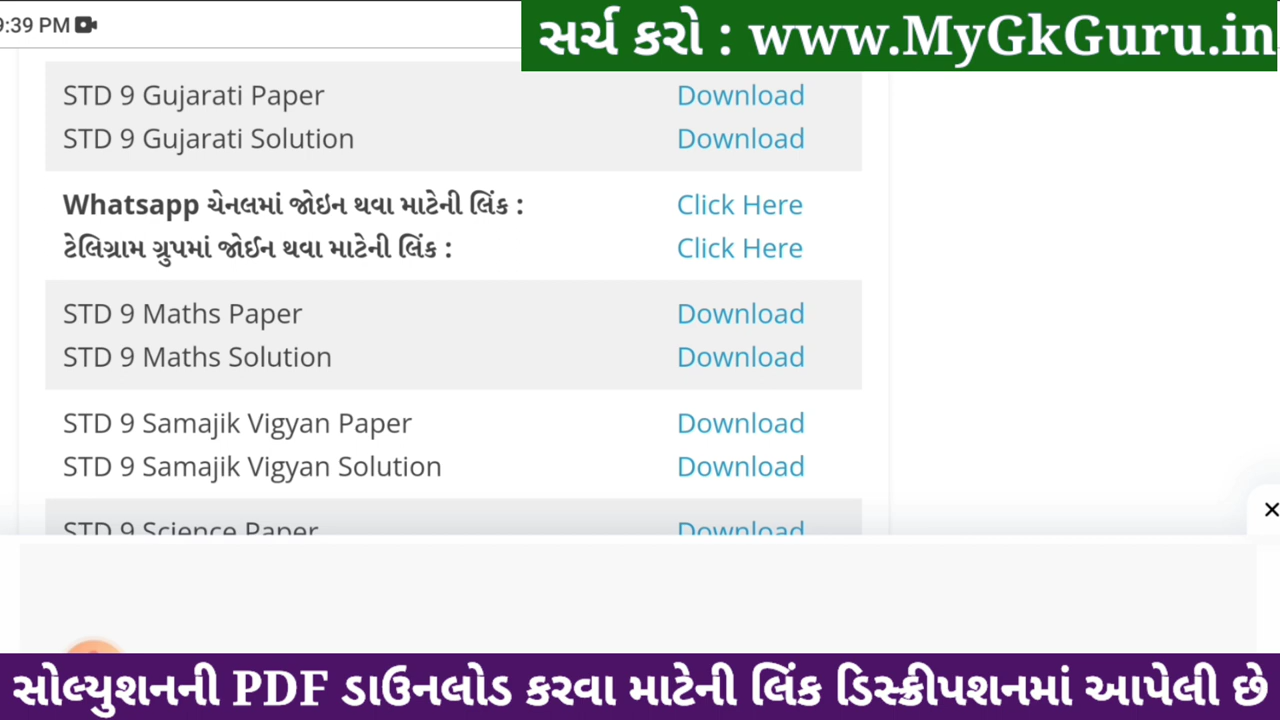 9:39 PM
સર્ચ કરો : www.MyGkGuru.in
STD 9 Gujarati Paper Download
STD 9 Gujarati Solution Download
Whatsapp ચેનલમાં જોઇન થવા માટેની લિંક : Click Here
ટેલિગ્રામ ગ્રુપમાં જોઈન થવા માટેની લિંક : Click Here
STD 9 Maths Paper Download
STD 9 Maths Solution Download
STD 9 Samajik Vigyan Paper Download
STD 9 Samajik Vigyan Solution Download
STD 9 Science Paper Download
સોલ્યુશનની PDF ડાઉનલોડ કરવા માટેની લિંક ડિસ્ક્રીપશનમાં આપેલી છે